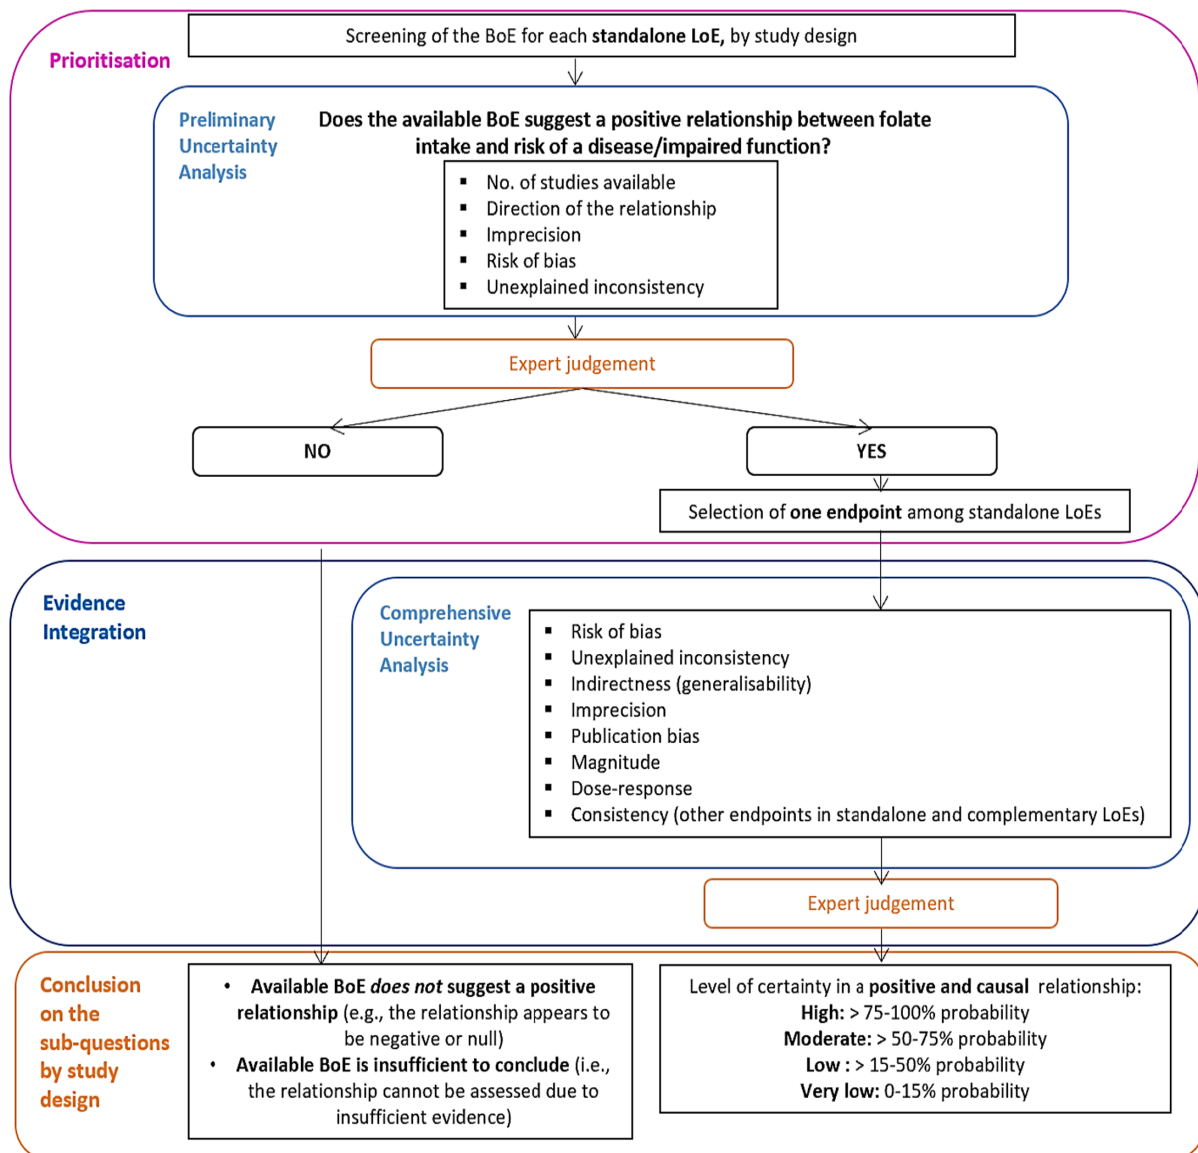 Prioritisation
Screening of the BoE for each standalone LoE, by study design
Preliminary
Uncertainty
Analysis
Does the available BoE suggest a positive relationship between folate
intake and risk of a disease/impaired function?
▪ No. of studies available
▪ Direction of the relationship
▪ Imprecision
▪ Risk of bias
▪ Unexplained inconsistency
Expert judgement
NO
YES
Selection of one endpoint among standalone LoEs
Evidence
Integration
Comprehensive
Uncertainty
Analysis
▪ Risk of bias
▪ Unexplained inconsistency
▪ Indirectness (generalisability)
▪ Imprecision
▪ Publication bias
▪ Magnitude
▪ Dose-response
▪ Consistency (other endpoints in standalone and complementary LoEs)
Expert judgement
Conclusion
on the
sub-questions
by study
design
• Available BoE does not suggest a positive
relationship (e.g., the relationship appears to
be negative or null)
• Available BoE is insufficient to conclude (i.e.,
the relationship cannot be assessed due to
insufficient evidence)
Level of certainty in a positive and causal relationship:
High: > 75-100% probability
Moderate: > 50-75% probability
Low : > 15-50% probability
Very low: 0-15% probability